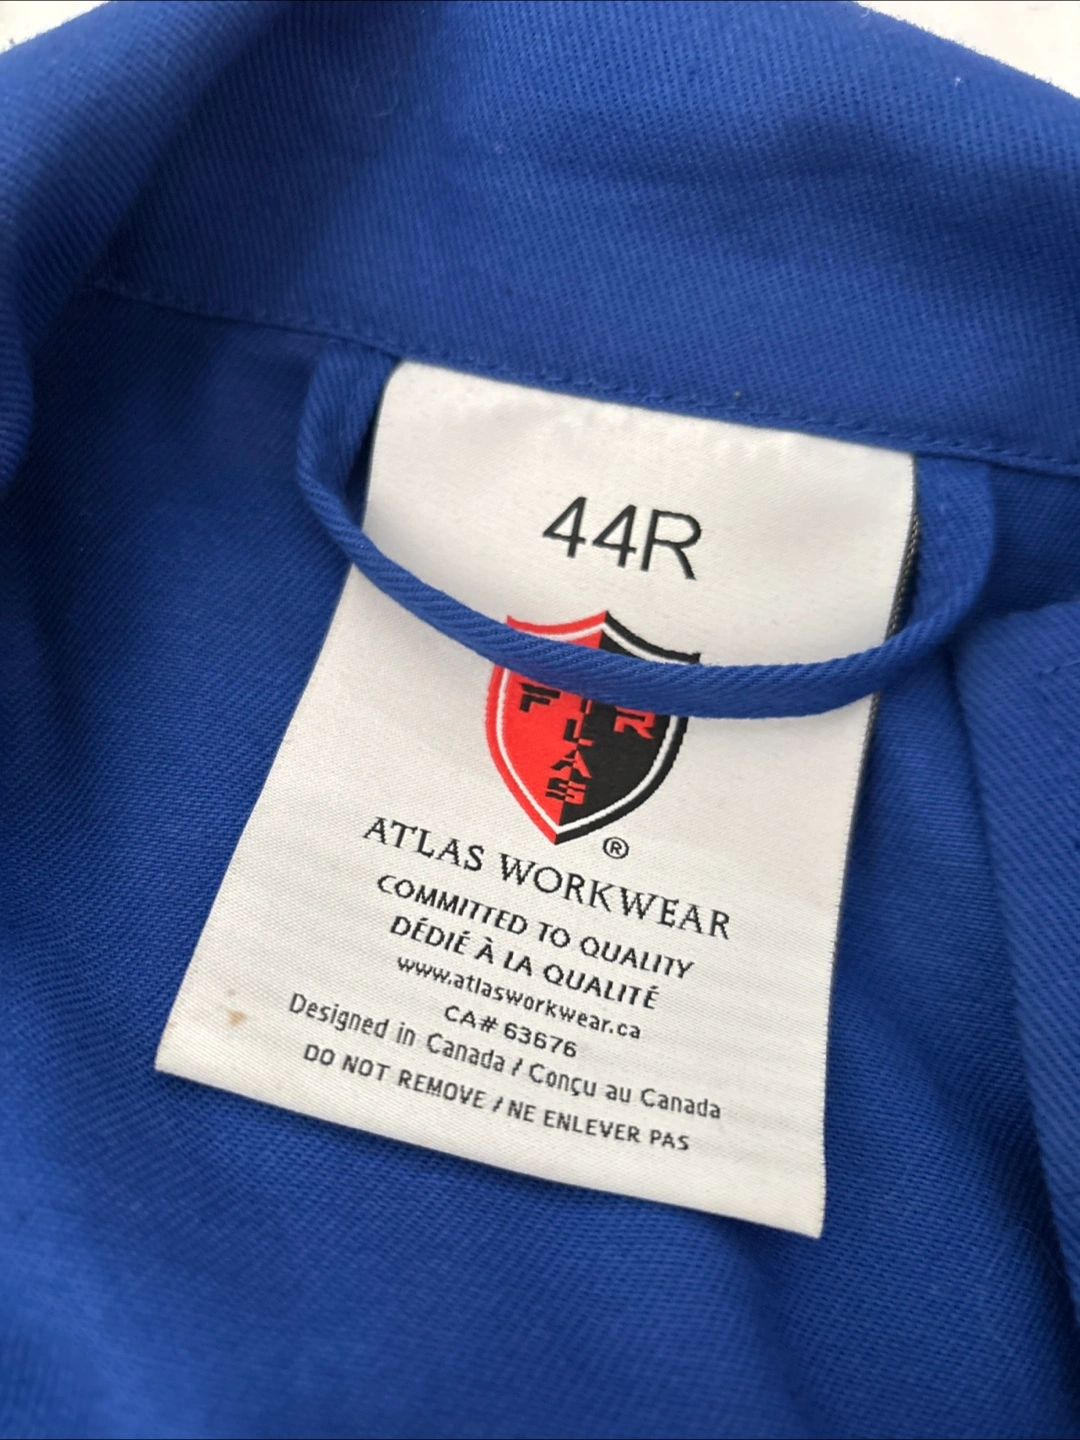 44R
F R
L
A
S
ATLAS WORKWEAR
®
COMMITTED TO QUALITY
DÉDIÉ À LA QUALITÉ
www.atlasworkwear.ca
CA# 63676
Designed in Canada / Conçu au Canada
DO NOT REMOVE / NE ENLEVER PAS